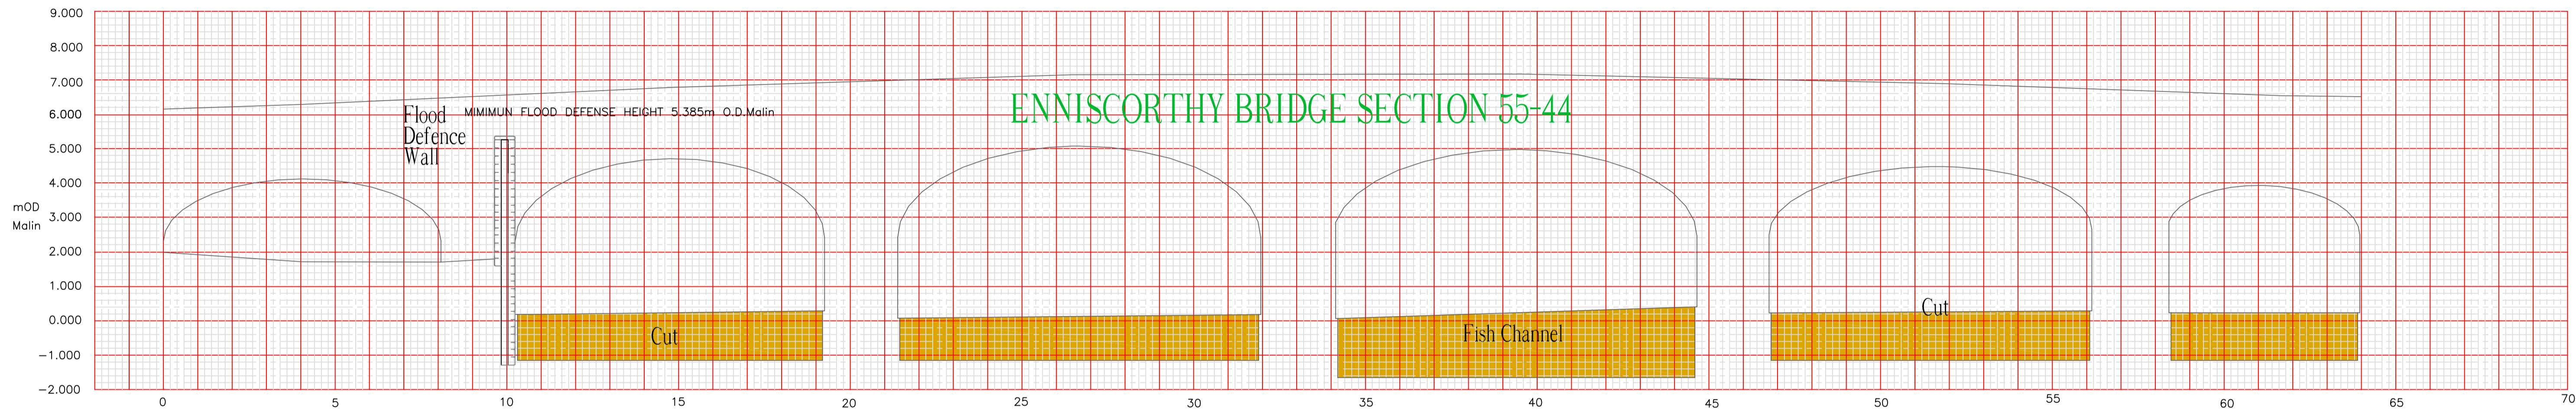 9.000
8.000
7.000
6.000
5.000
4.000
3.000
2.000
1.000
0.000
-1.000
-2.000
mOD
Malin
Flood
Defence
Wall
MIMIMUN FLOOD DEFENSE HEIGHT 5.385m O.D.Malin
ENNISCORTHY BRIDGE SECTION 55-44
Cut
Fish Channel
Cut
0 5 10 15 20 25 30 35 40 45 50 55 60 65 70